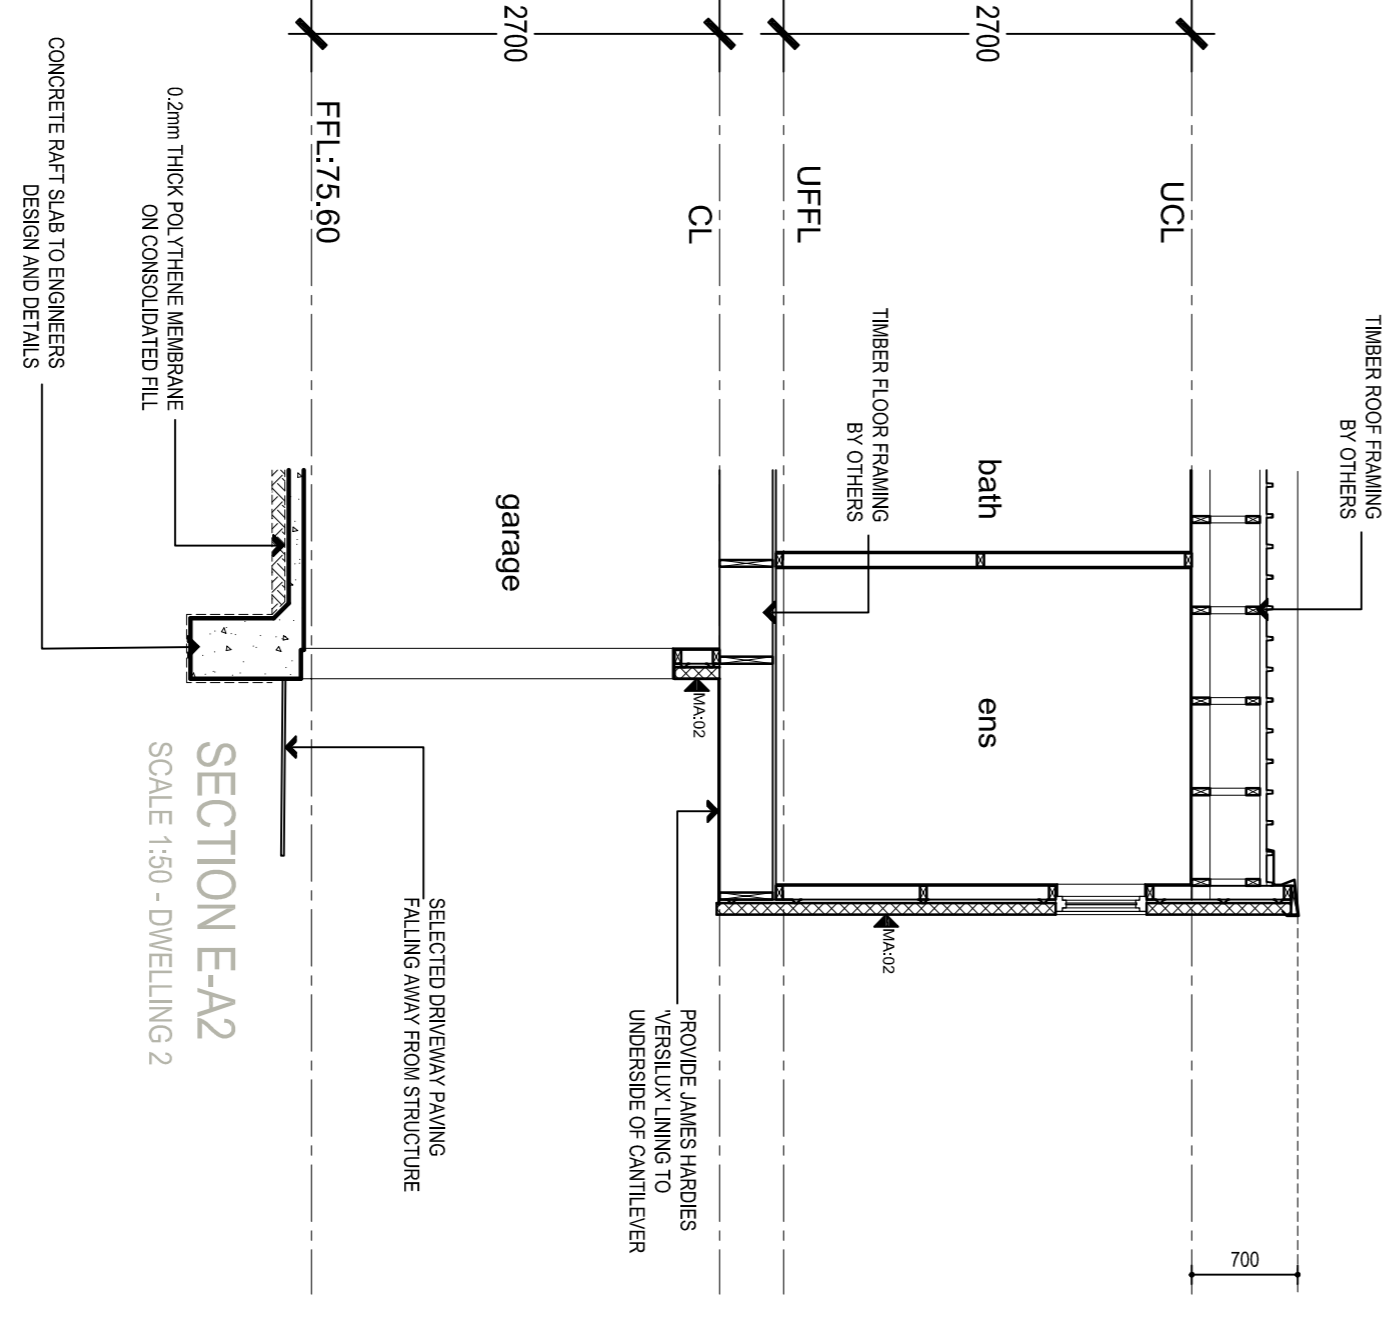 TIMBER ROOF FRAMING
BY OTHERS
700
UCL
2700
bath
ens
TIMBER FLOOR FRAMING
BY OTHERS
MA:02
UFFL
CL
MA:02
PROVIDE JAMES HARDIES
'VERSILUX' LINING TO
UNDERSIDE OF CANTILEVER
2700
garage
SELECTED DRIVEWAY PAVING
FALLING AWAY FROM STRUCTURE
FFL:75.60
0.2mm THICK POLYTHENE MEMBRANE
ON CONSOLIDATED FILL
CONCRETE RAFT SLAB TO ENGINEERS
DESIGN AND DETAILS
SECTION E-A2
SCALE 1:50 - DWELLING 2